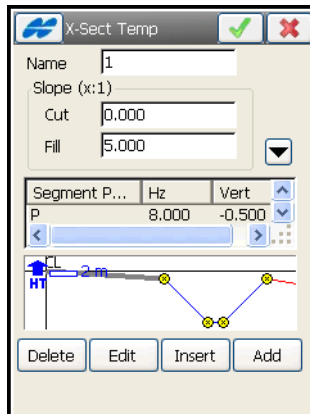 X-Sect Temp
Name 1
Slope (x:1)
Cut 0.000
Fill 5.000
Segment P... Hz Vert
P 8.000 -0.500
CL 2 m
HT
Delete Edit Insert Add